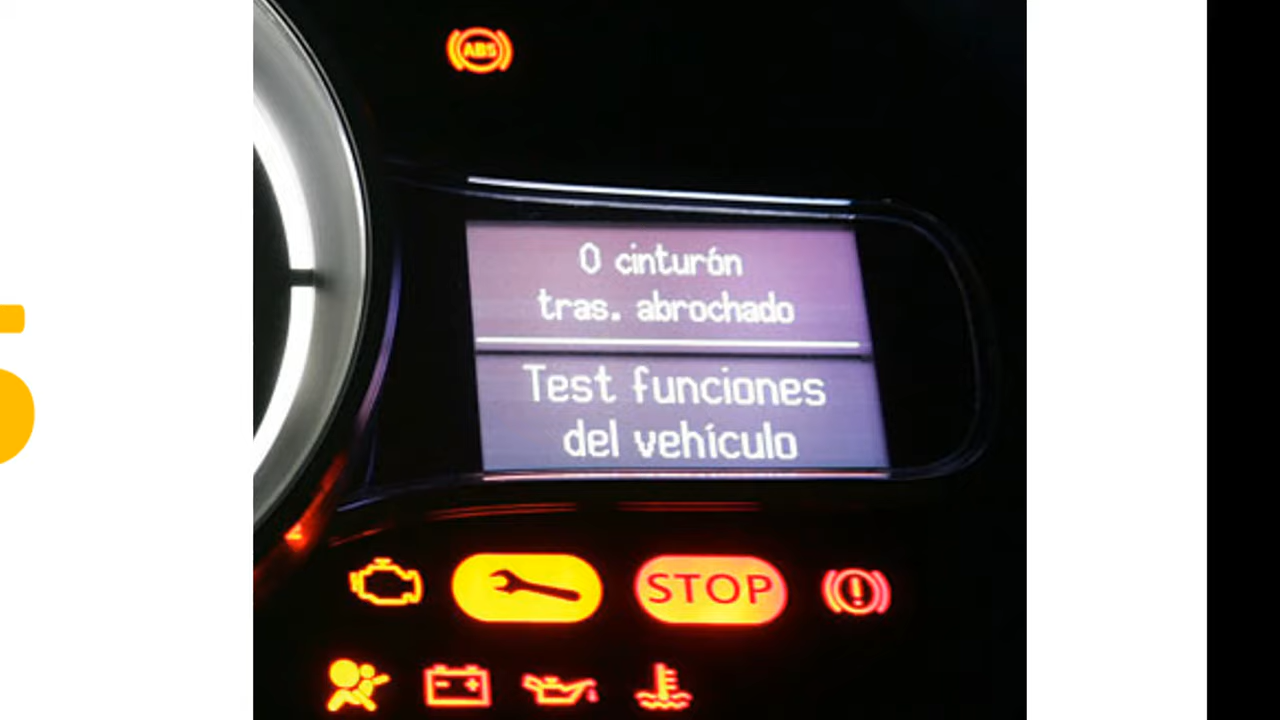 ABS
0 cinturón
tras. abrochado
Test funciones
del vehículo
STOP